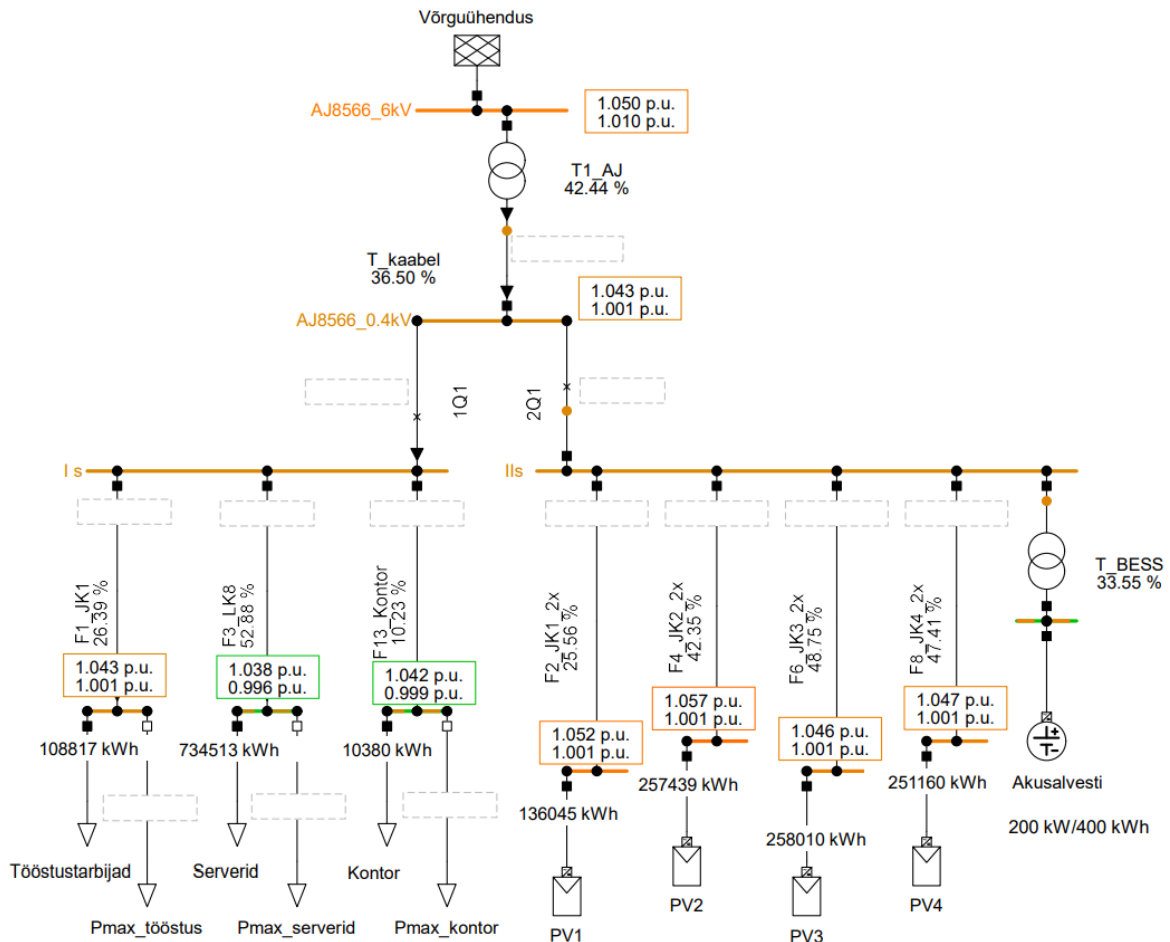 Võrguühendus
AJ8566_6kV
1.050 p.u.
1.010 p.u.
T1_AJ
42.44 %
T_kaabel
36.50 %
1.043 p.u.
1.001 p.u.
AJ8566_0.4kV
1Q1
2Q1
I s
IIs
F1_JK1
26.39 %
F3_LK8
52.88 %
F13_Kontor
10.23 %
F2_JK1_2x
25.56 %
F4_JK2_2x
42.35 %
F6_JK3_2x
48.75 %
F8_JK4_2x
47.41 %
T_BESS
33.55 %
1.043 p.u.
1.001 p.u.
1.038 p.u.
0.996 p.u.
1.042 p.u.
0.999 p.u.
1.052 p.u.
1.001 p.u.
1.057 p.u.
1.001 p.u.
1.046 p.u.
1.001 p.u.
1.047 p.u.
1.001 p.u.
108817 kWh
734513 kWh
10380 kWh
136045 kWh
257439 kWh
258010 kWh
251160 kWh
Akusalvesti
200 kW/400 kWh
Tööstustarbijad
Serverid
Kontor
Pmax_tööstus
Pmax_serverid
Pmax_kontor
PV1
PV2
PV3
PV4